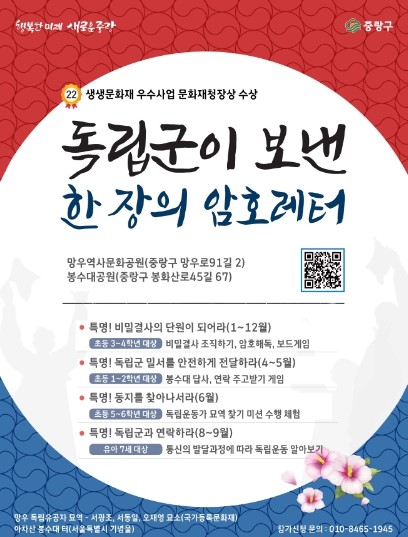 행복한 미래 새로운 중랑
중랑구
22 생생문화재 우수사업 문화재청장상 수상
독립군이 보낸
한 장의 암호레터
망우역사문화공원(중랑구 망우로91길 2)
봉수대공원(중랑구 봉화산로45길 67)
특명! 비밀결사의 단원이 되어라(1~12월)
초등 3~4학년 대상 비밀결사 조직하기, 암호해독, 보드게임
특명! 독립군 밀서를 안전하게 전달하라(4~5월)
초등 1~2학년 대상 봉수대 답사, 연락 주고받기 게임
특명! 동지를 찾아나서라(6월)
초등 5~6학년 대상 독립운동가 묘역 찾기 미션 수행 체험
특명! 독립군과 연락하라(8~9월)
유아 7세 대상 통신의 발달과정에 따라 독립운동 알아보기
망우 독립유공자 묘역 - 서광조, 서동일, 오재영 묘소(국가등록문화재)
아차산 봉수대 터(서울특별시 기념물)
참가신청 문의 : 010-8465-1945